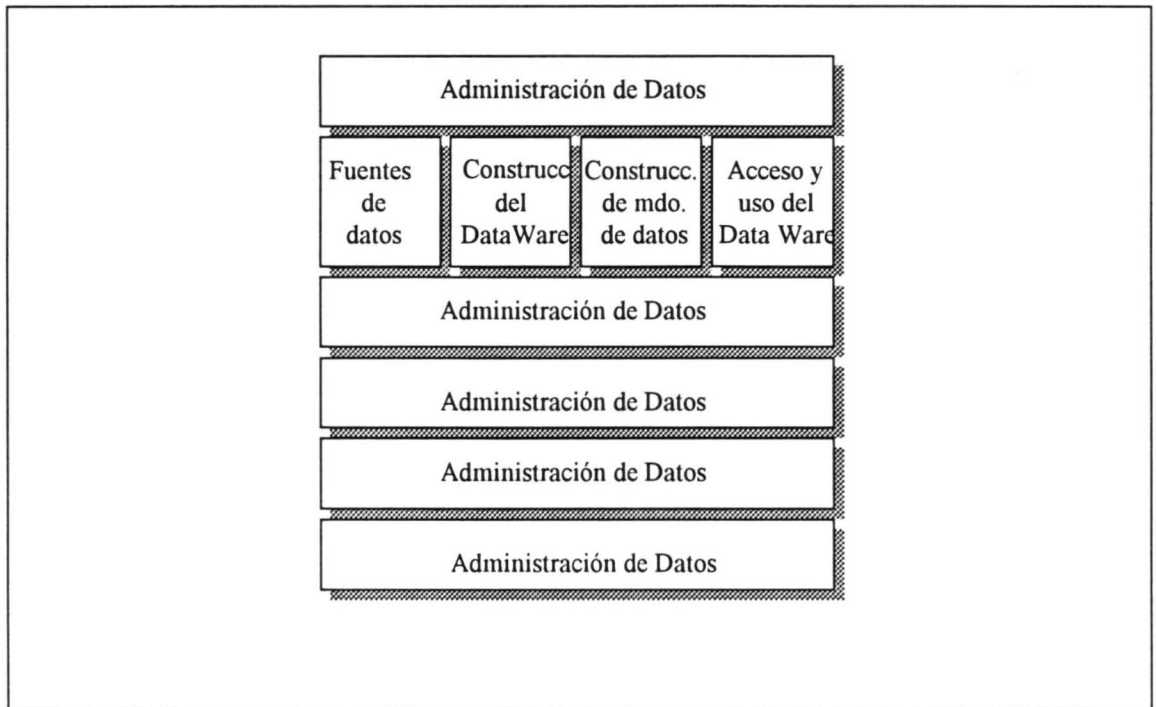 Administración de Datos
Fuentes
de
datos
Construcc
del
DataWare
Construcc.
de mdo.
de datos
Acceso y
uso del
Data Ware
Administración de Datos
Administración de Datos
Administración de Datos
Administración de Datos